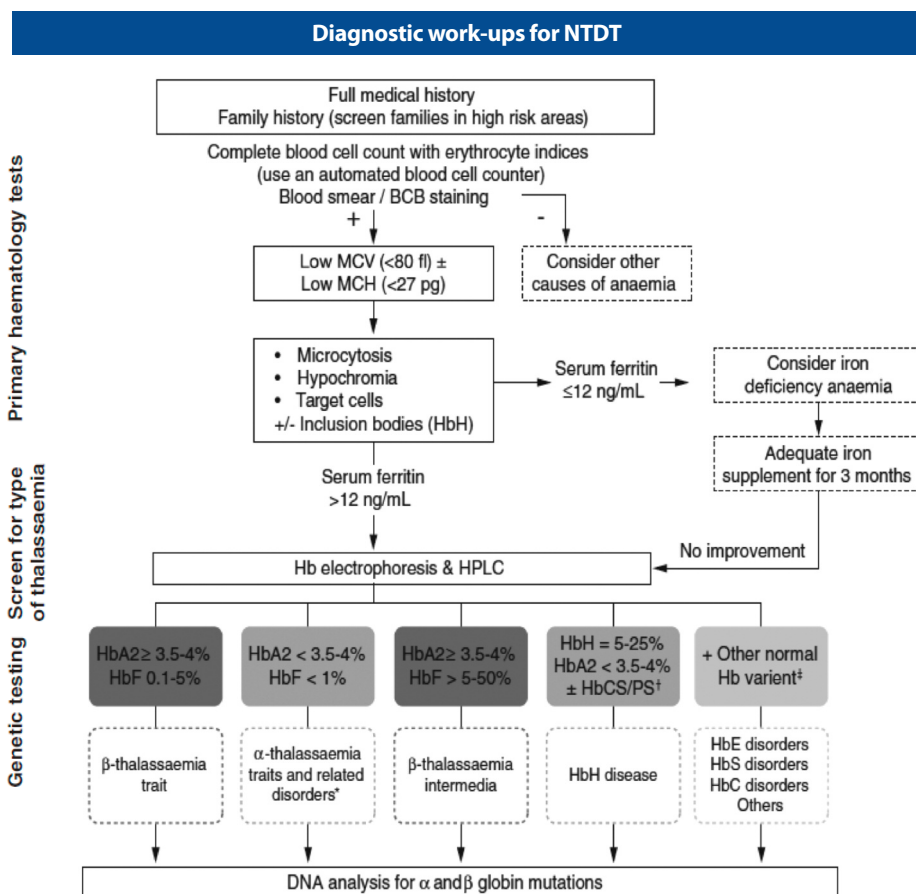 Diagnostic work-ups for NTDT
Full medical history
Family history (screen families in high risk areas)
Primary haematology tests
Complete blood cell count with erythrocyte indices
(use an automated blood cell counter)
Blood smear / BCB staining
+
-
Low MCV (<80 fl) ±
Low MCH (<27 pg)
Consider other
causes of anaemia
• Microcytosis
• Hypochromia
• Target cells
+/- Inclusion bodies (HbH)
Serum ferritin
≤12 ng/mL
Consider iron
deficiency anaemia
Adequate iron
supplement for 3 months
Serum ferritin
>12 ng/mL
No improvement
Screen for type
of thalassaemia
Hb electrophoresis & HPLC
Genetic testing
HbA2≥ 3.5-4%
HbF 0.1-5%
HbA2 < 3.5-4%
HbF < 1%
HbA2≥ 3.5-4%
HbF > 5-50%
HbH = 5-25%
HbA2 < 3.5-4%
± HbCS/PS†
+ Other normal
Hb varient‡
β-thalassaemia
trait
α-thalassaemia
traits and related
disorders*
β-thalassaemia
intermedia
HbH disease
HbE disorders
HbS disorders
HbC disorders
Others
DNA analysis for α and β globin mutations